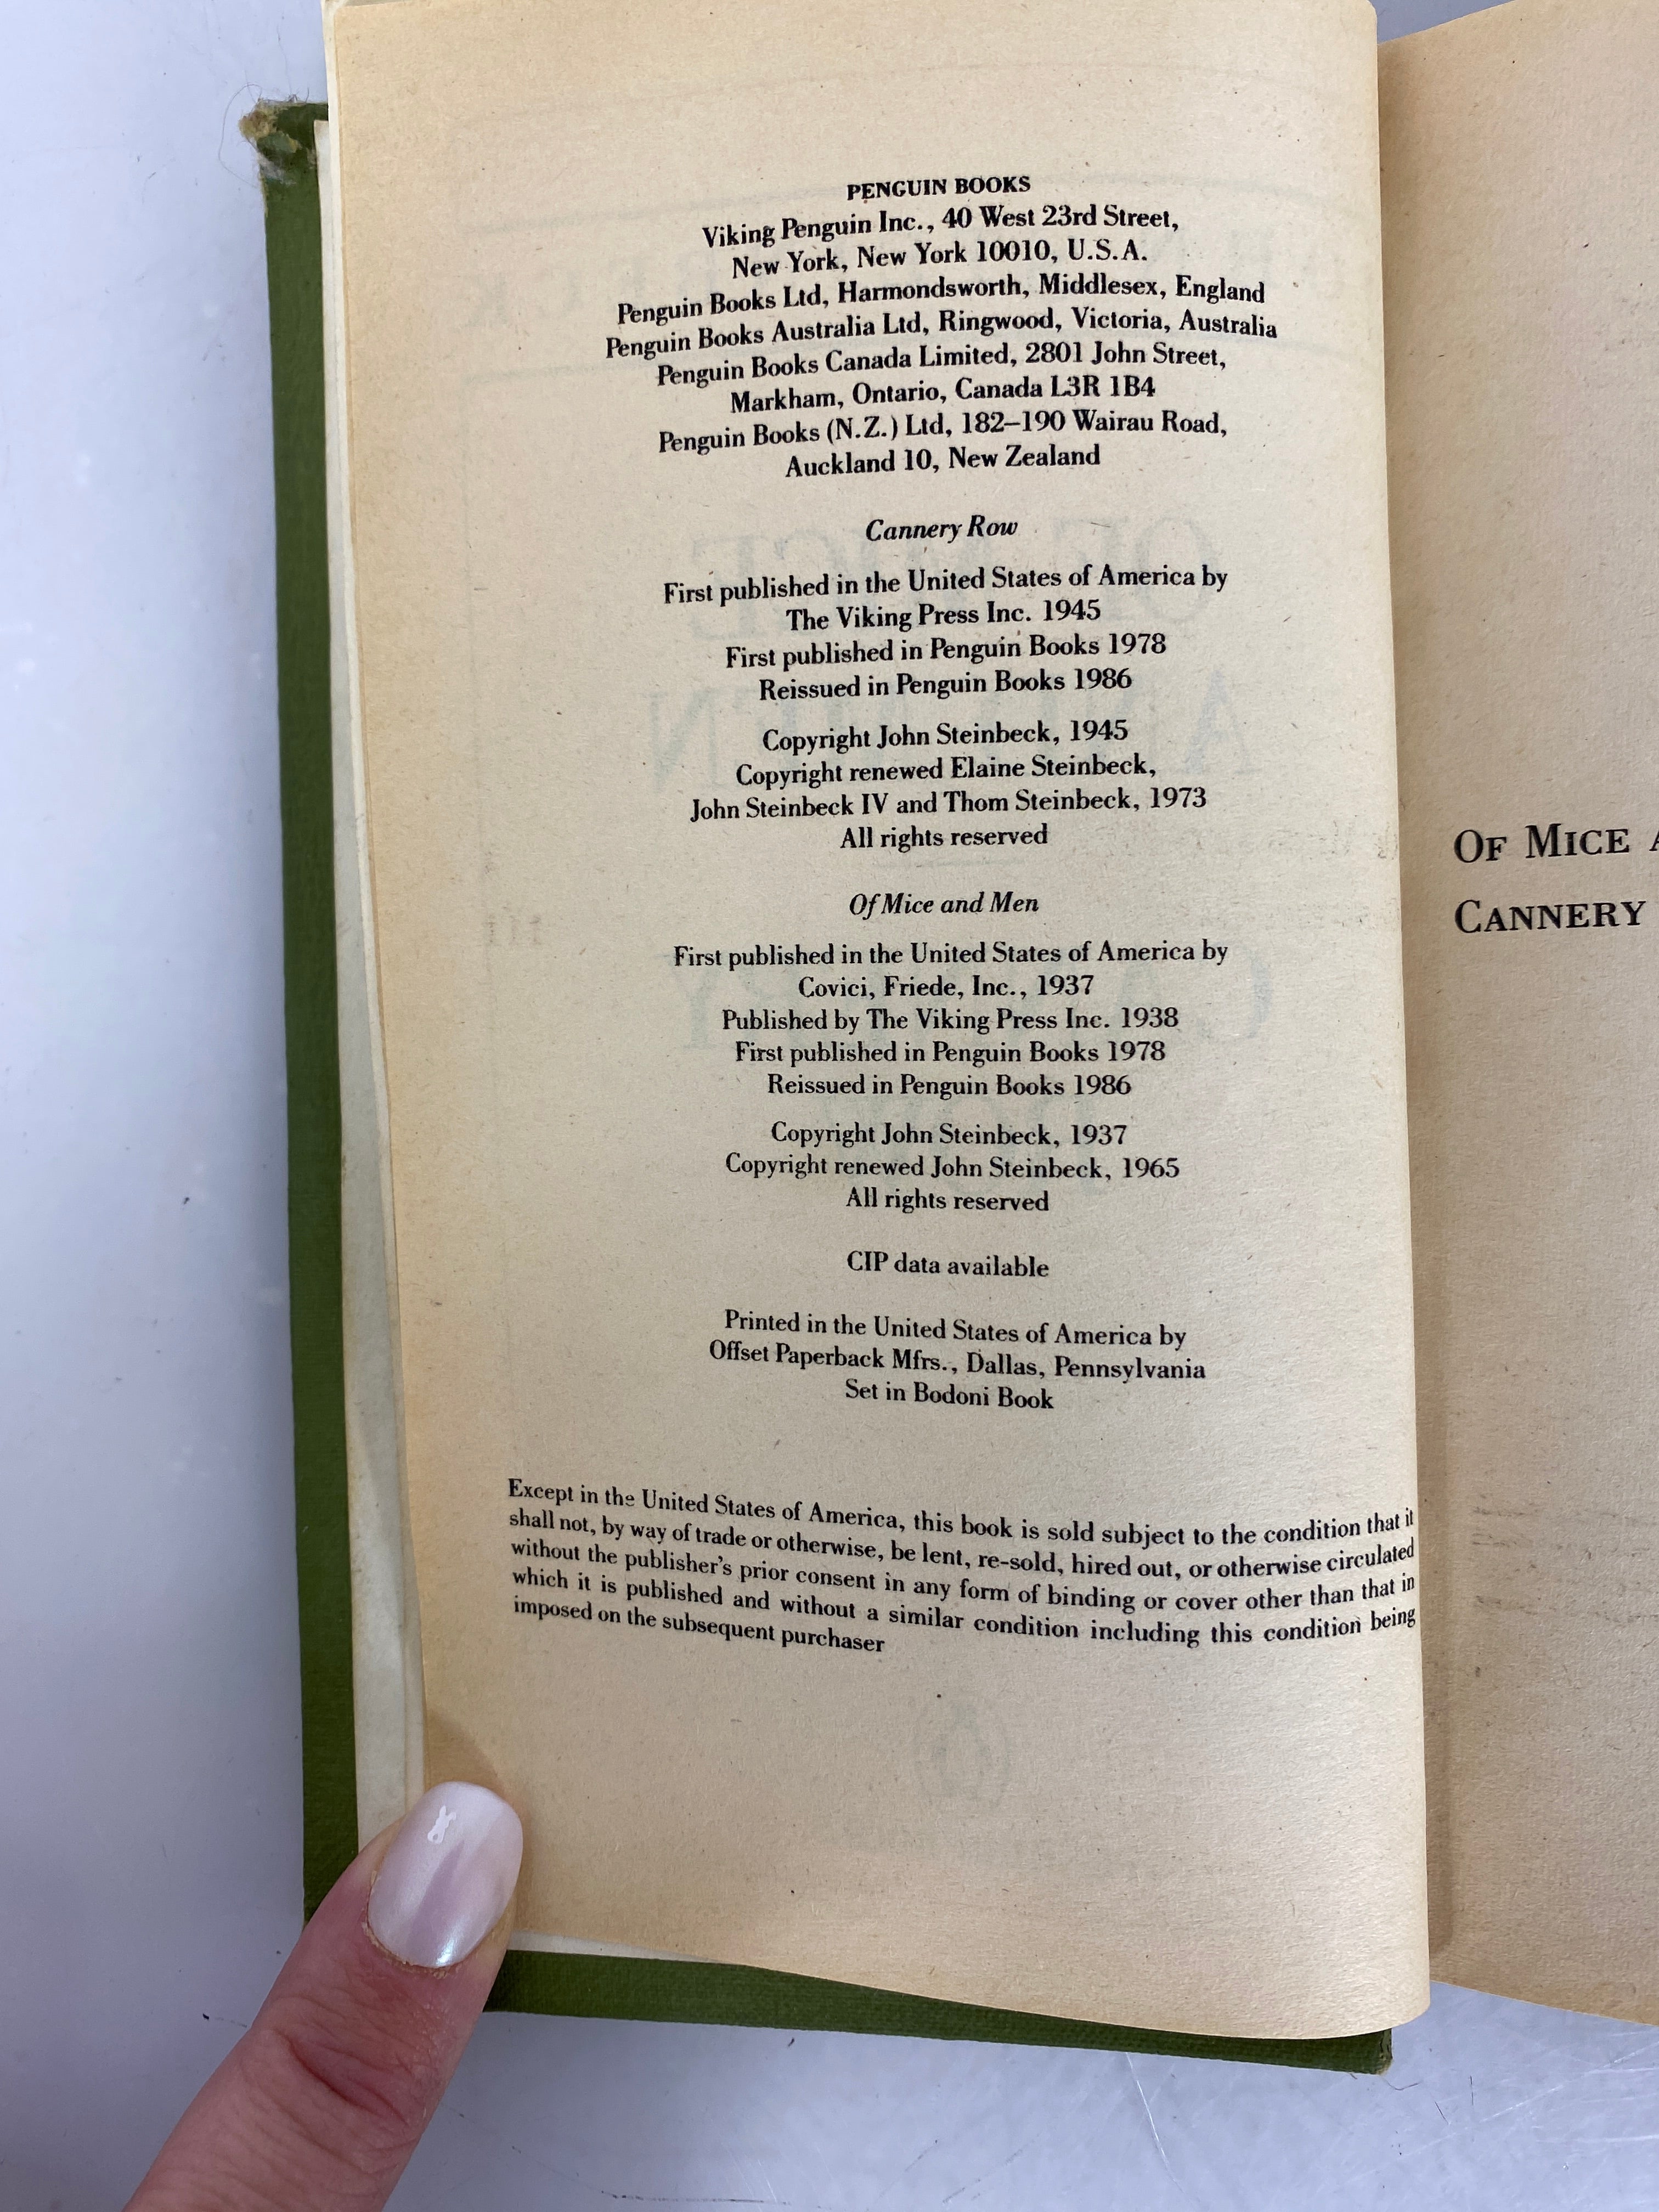 PENGUIN BOOKS
Viking Penguin Inc., 40 West 23rd Street,
New York, New York 10010, U.S.A.
Penguin Books Ltd, Harmondsworth, Middlesex, England
Penguin Books Australia Ltd, Ringwood, Victoria, Australia
Penguin Books Canada Limited, 2801 John Street,
Markham, Ontario, Canada L3R 1B4
Penguin Books (N.Z.) Ltd, 182–190 Wairau Road,
Auckland 10, New Zealand
Cannery Row
First published in the United States of America by
The Viking Press Inc. 1945
First published in Penguin Books 1978
Reissued in Penguin Books 1986
Copyright John Steinbeck, 1945
Copyright renewed Elaine Steinbeck,
John Steinbeck IV and Thom Steinbeck, 1973
All rights reserved
Of Mice and Men
First published in the United States of America by
Covici, Friede, Inc., 1937
Published by The Viking Press Inc. 1938
First published in Penguin Books 1978
Reissued in Penguin Books 1986
Copyright John Steinbeck, 1937
Copyright renewed John Steinbeck, 1965
All rights reserved
CIP data available
Printed in the United States of America by
Offset Paperback Mfrs., Dallas, Pennsylvania
Set in Bodoni Book
Except in the United States of America, this book is sold subject to the condition that it
shall not, by way of trade or otherwise, be lent, re-sold, hired out, or otherwise circulated
without the publisher's prior consent in any form of binding or cover other than that in
which it is published and without a similar condition including this condition being
imposed on the subsequent purchaser
OF MICE
CANNERY